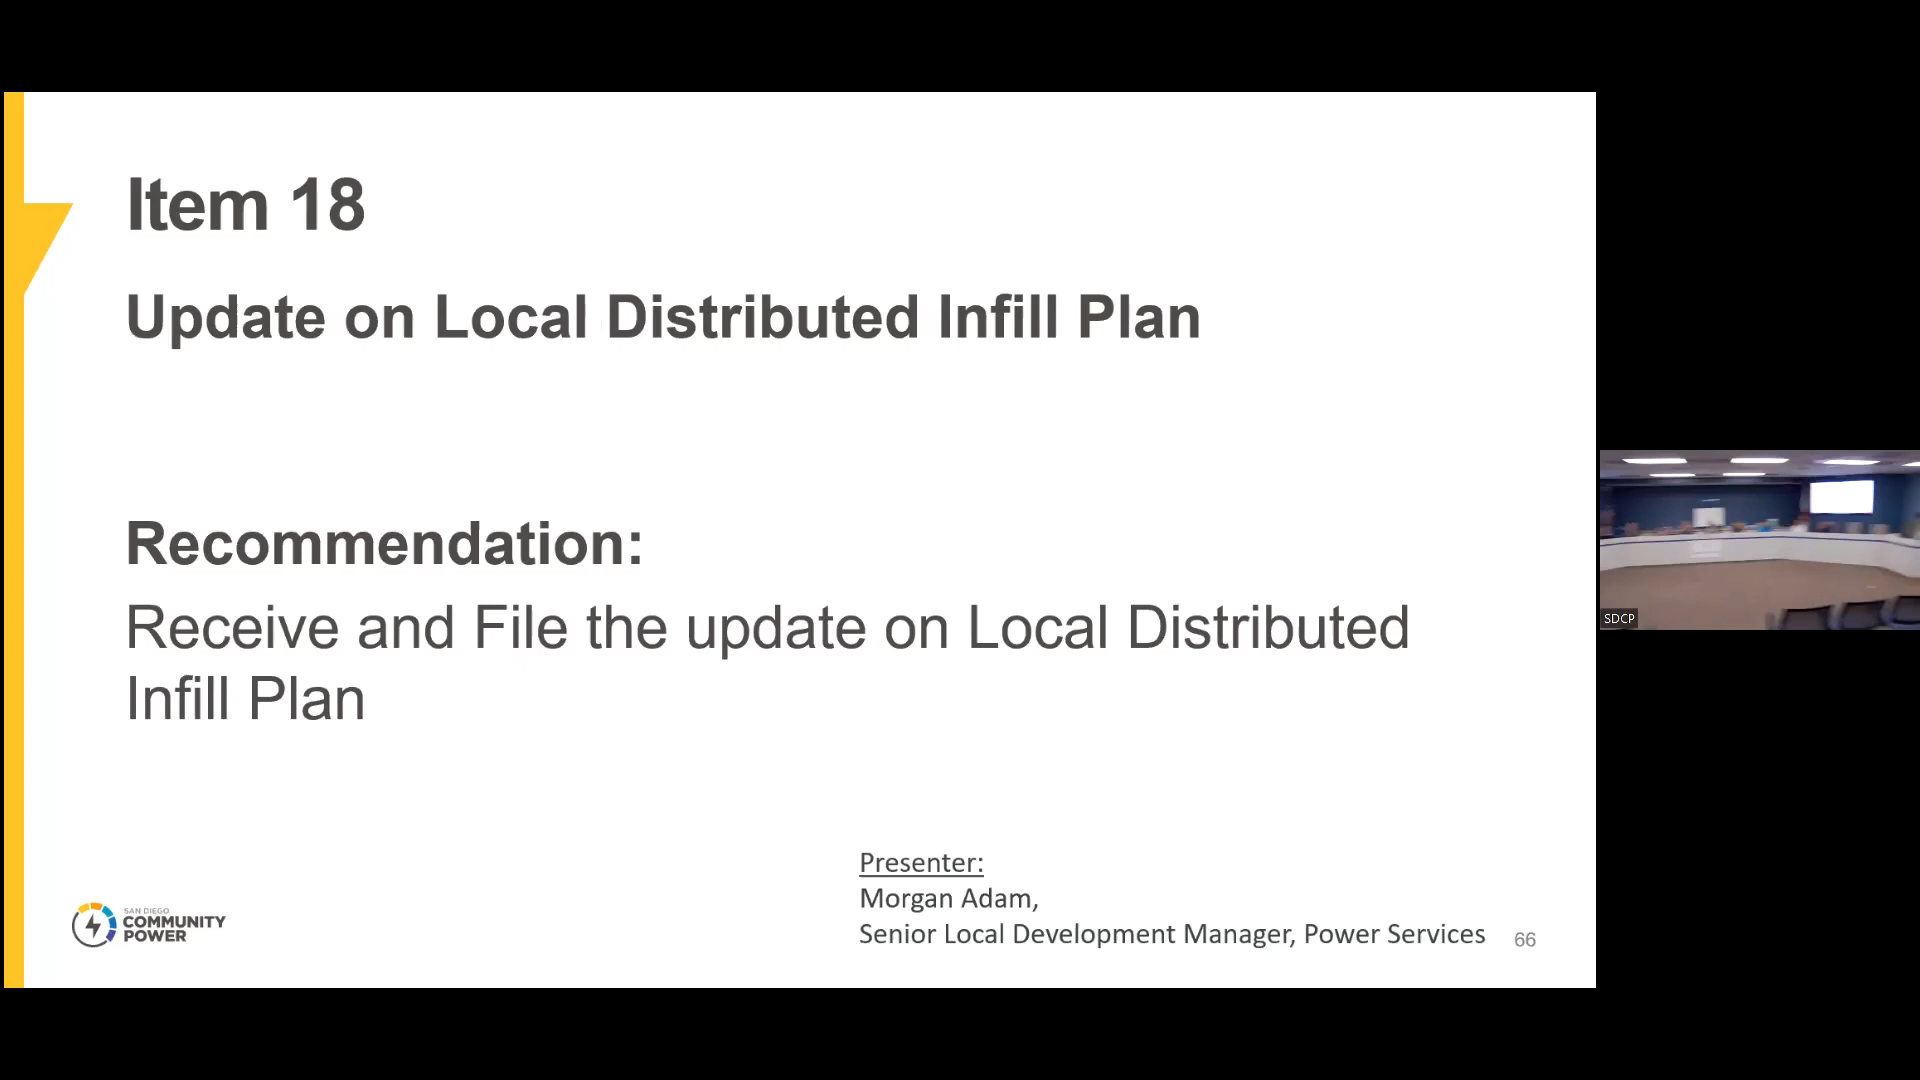 Item 18
Update on Local Distributed Infill Plan
Recommendation:
Receive and File the update on Local Distributed
Infill Plan
Presenter:
Morgan Adam,
Senior Local Development Manager, Power Services
66
SAN DIEGO
COMMUNITY
POWER
SDCP